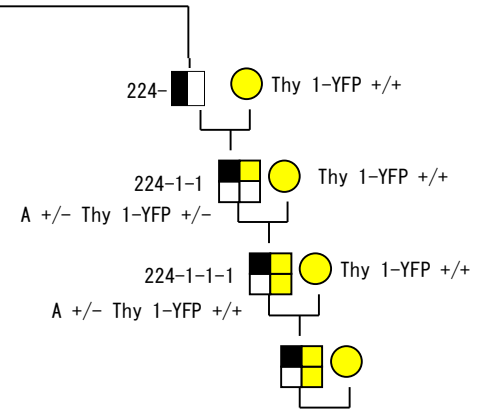 224- Thy 1-YFP +/+
224-1-1 Thy 1-YFP +/+
A +/- Thy 1-YFP +/-
224-1-1-1 Thy 1-YFP +/+
A +/- Thy 1-YFP +/+